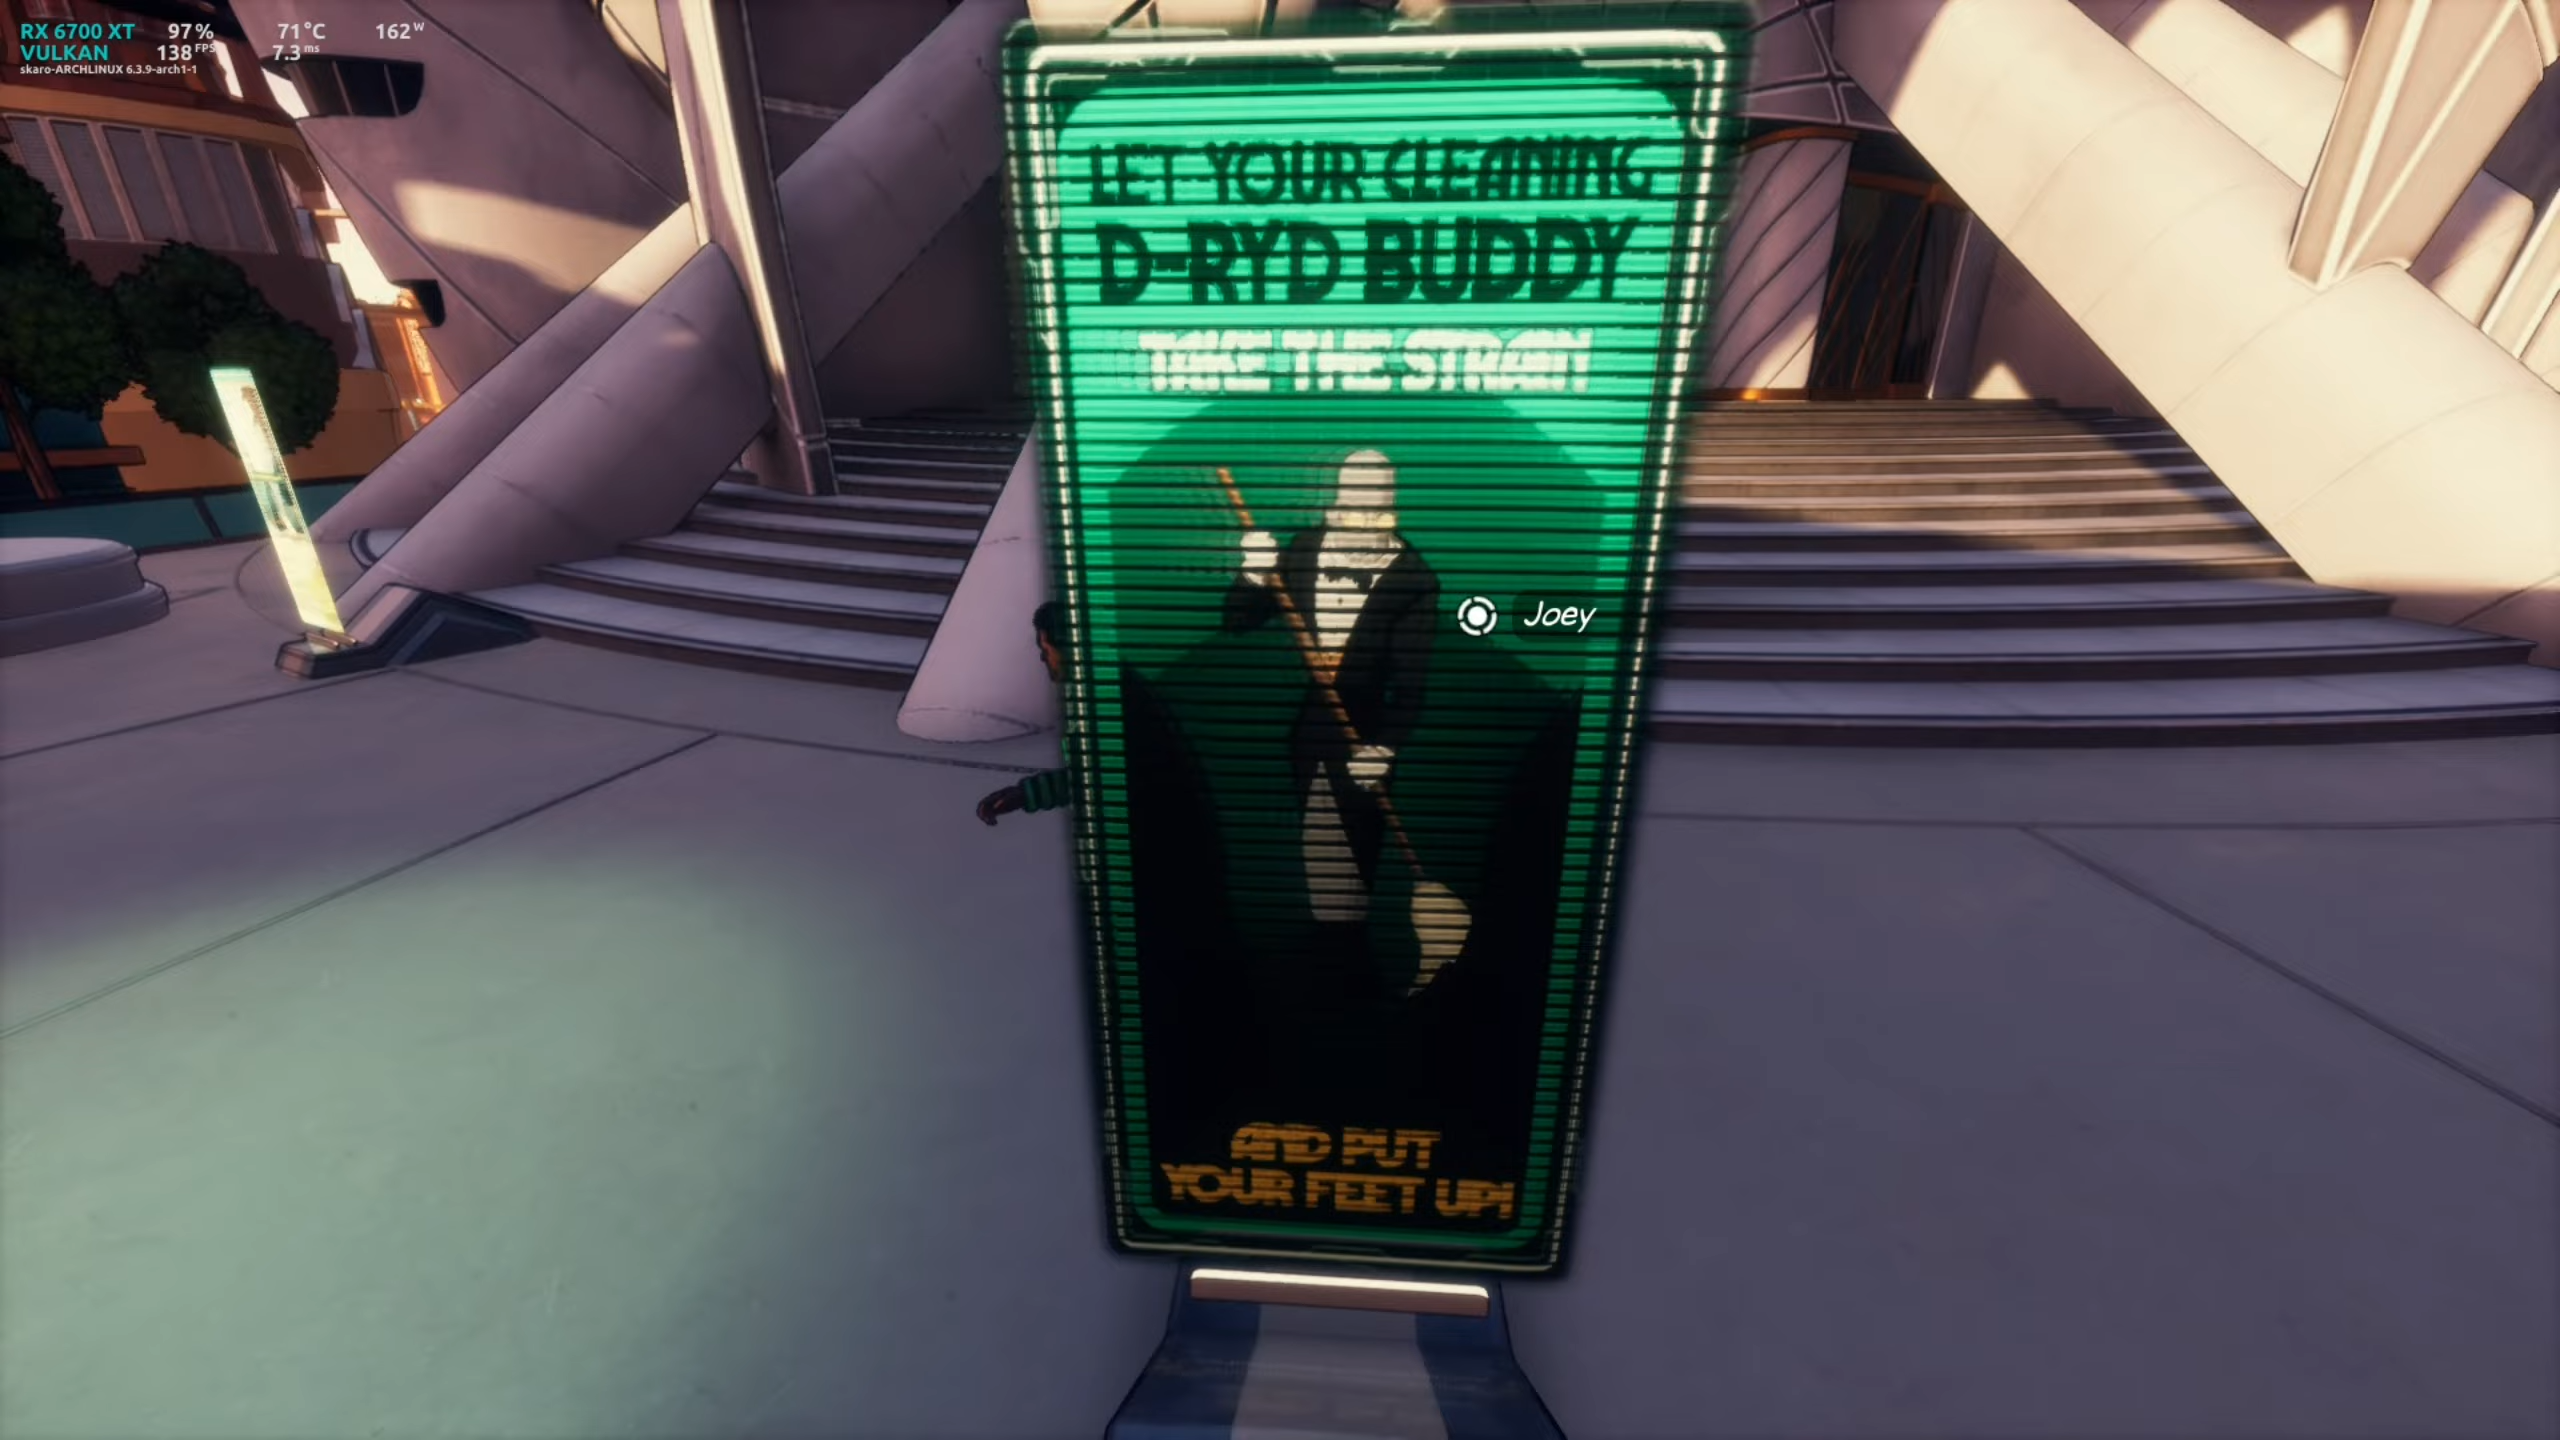 RX 6700 XT 97% 71°C 162W
VULKAN 138FPS 7.3ms
skaro-ARCHLINUX 6.3.9-arch1-1
LET YOUR CLEANING
D-RYD BUDDY
TAKE THE STRAIN
Joey
AND PUT
YOUR FEET UP!